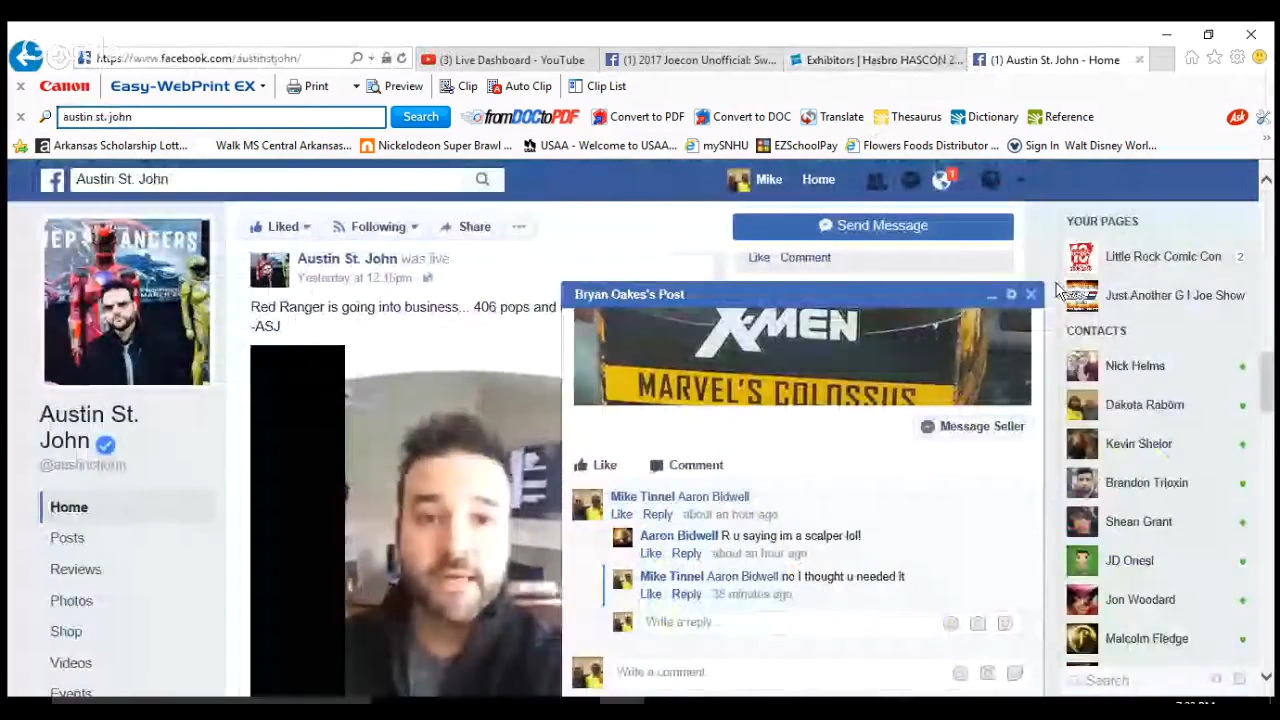 https://www.facebook.com/austinstjohn/
(3) Live Dashboard - YouTube
(1) 2017 Joecon Unofficial: Sw...
Exhibitors | Hasbro HASCON 2...
(1) Austin St. John - Home
Canon Easy-WebPrint EX
Print
Preview
Clip
Auto Clip
Clip List
austin st. john
Search
fromDOCtoPDF
Convert to PDF
Convert to DOC
Translate
Thesaurus
Dictionary
Reference
Ask
Arkansas Scholarship Lott...
Walk MS Central Arkansas...
Nickelodeon Super Brawl ...
USAA - Welcome to USAA...
my.SNHU
EZSchoolPay
Flowers Foods Distributor ...
Sign In
Walt Disney Worl...
Austin St. John
Mike
Home
1
Liked
Following
Share
Send Message
Like Comment
Austin St. John was live
Yesterday at 12:15pm
Red Ranger is going into business... 406 pops and
-ASJ
Austin St.
John
@austinstjohn
Home
Posts
Reviews
Photos
Shop
Videos
Events
Bryan Oakes's Post
X-MEN
MARVEL'S COLOSSUS
Message Seller
Like
Comment
Mike Tinnel Aaron Bidwell
Like Reply about an hour ago
Aaron Bidwell R u saying im a scalper lol!
Like Reply about an hour ago
Mike Tinnel Aaron Bidwell no I thought u needed it
Like Reply 38 minutes ago
Write a reply...
Write a comment
YOUR PAGES
Little Rock Comic Con 2
Just Another G I Joe Show
CONTACTS
Nick Helms
Dakota Raborn
Kevin Shelor
Brandon Trloxin
Shean Grant
JD Onesl
Jon Woodard
Malcolm Fledge
Search